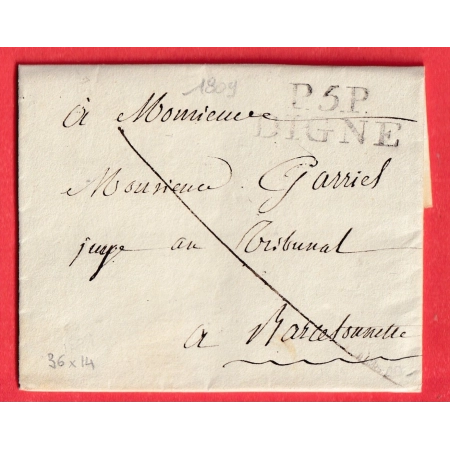 1809
P.5.P.
DIGNE
à Monsieur
Monsieur Garriel
juge au Tribunal
à Barcelonnette
36 x 14